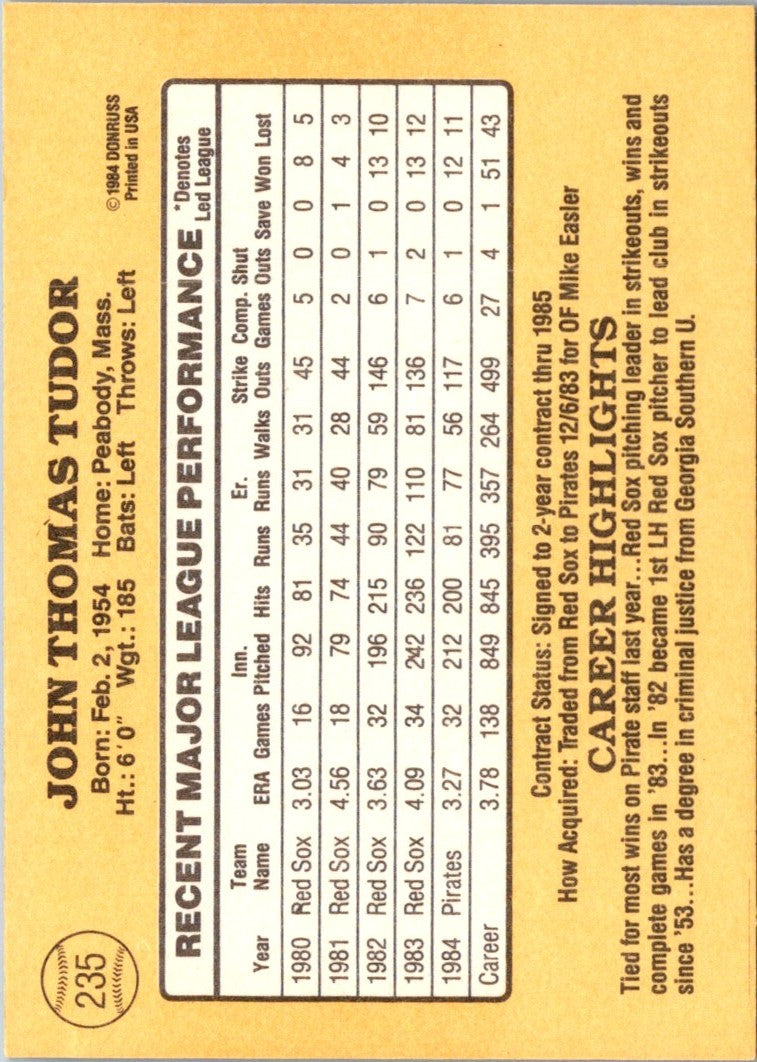 235
JOHN THOMAS TUDOR
© 1984 DONRUSS
Printed in USA
Born: Feb. 2, 1954 Home: Peabody, Mass.
Ht.: 6'0" Wgt.: 185 Bats: Left Throws: Left
RECENT MAJOR LEAGUE PERFORMANCE
*Denotes
Led League
Team Inn. Er. Strike Comp. Shut
Year Name ERA Games Pitched Hits Runs Runs Walks Outs Games Outs Save Won Lost
1980 Red Sox 3.03 16 92 81 35 31 31 45 5 0 0 8 5
1981 Red Sox 4.56 18 79 74 44 40 28 44 2 0 1 4 3
1982 Red Sox 3.63 32 196 215 90 79 59 146 6 1 0 13 10
1983 Red Sox 4.09 34 242 236 122 110 81 136 7 2 0 13 12
1984 Pirates 3.27 32 212 200 81 77 56 117 6 1 0 12 11
Career 3.78 138 849 845 395 357 264 499 27 4 1 51 43
Contract Status: Signed to 2-year contract thru 1985
How Acquired: Traded from Red Sox to Pirates 12/6/83 for OF Mike Easler
CAREER HIGHLIGHTS
Tied for most wins on Pirate staff last year...Red Sox pitching leader in strikeouts, wins and
complete games in '83...In '82 became 1st LH Red Sox pitcher to lead club in strikeouts
since '53...Has a degree in criminal justice from Georgia Southern U.